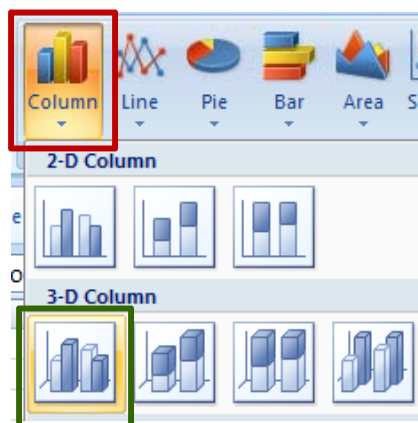 Column Line Pie Bar Area S
2-D Column
e
o
3-D Column